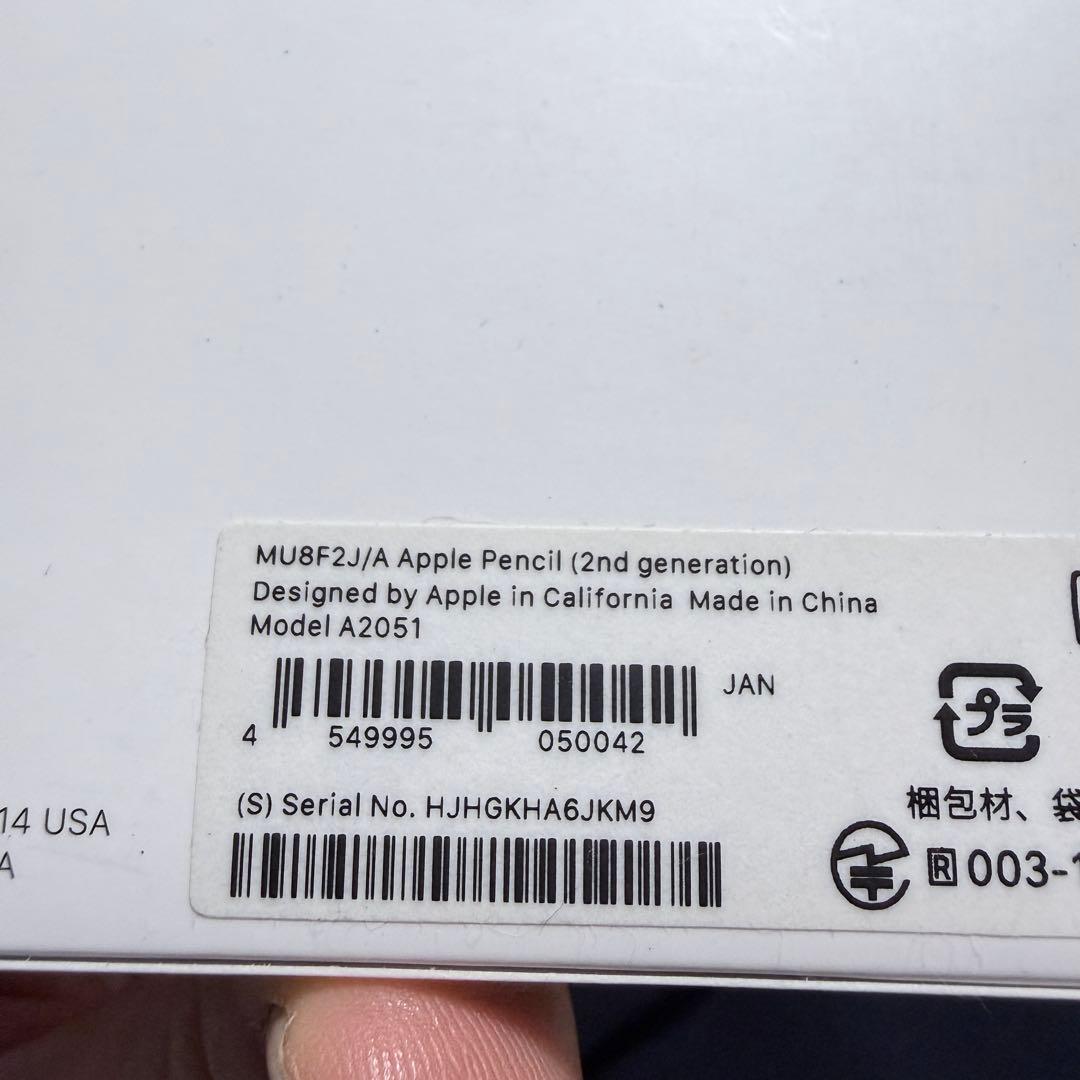 MU8F2J/A Apple Pencil (2nd generation)
Designed by Apple in California Made in China
Model A2051
JAN
4 549995 050042
(S) Serial No. HJHGKHA6JKM9
プラ
梱包材、袋
R 003-1
14 USA
A